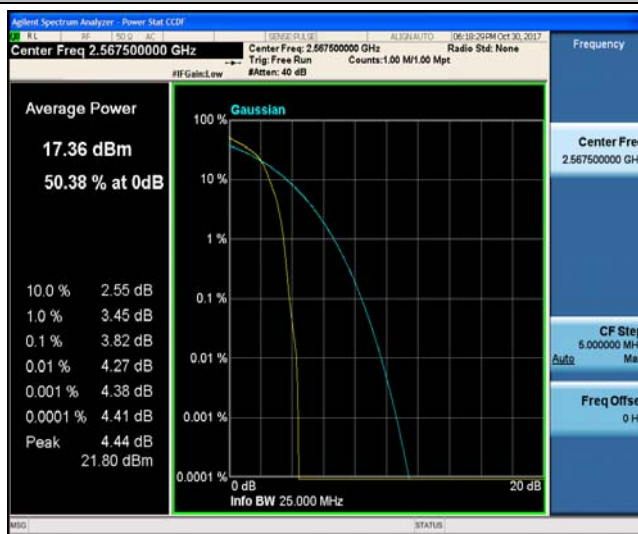 Agilent Spectrum Analyzer - Power Stat CCDF
RL RF 50 Ω AC SENSE:PULSE ALIGNAUTO 06:18:29PM Oct 30, 2017
Center Freq 2.567500000 GHz
Center Freq: 2.567500000 GHz Radio Std: None
Trig: Free Run Counts:1.00 M/1.00 Mpt
#IFGain:Low #Atten: 40 dB
Frequency
Average Power
17.36 dBm
50.38 % at 0dB
10.0 % 2.55 dB
1.0 % 3.45 dB
0.1 % 3.82 dB
0.01 % 4.27 dB
0.001 % 4.38 dB
0.0001 % 4.41 dB
Peak 4.44 dB
21.80 dBm
Gaussian
100 %
10 %
1 %
0.1 %
0.01 %
0.001 %
0.0001 %
0 dB 20 dB
Info BW 25.000 MHz
Center Fre
2.567500000 GH
CF Step
5.000000 MH
Auto Ma
Freq Offse
0 H
MSG STATUS